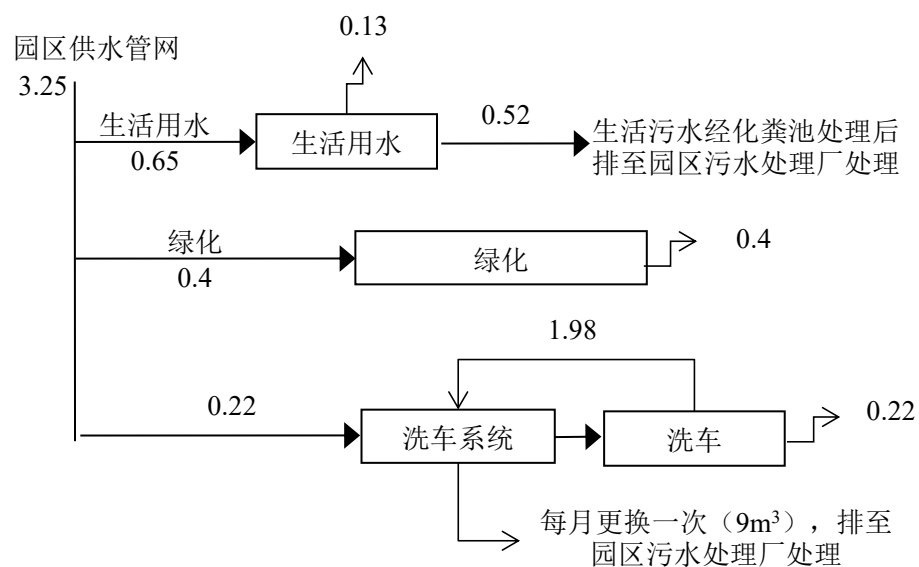 0.13
园区供水管网
3.25
生活用水
0.65
生活用水
0.52
生活污水经化粪池处理后
排至园区污水处理厂处理
绿化
0.4
绿化
0.4
1.98
0.22
洗车系统
洗车
0.22
每月更换一次（9m³），排至
园区污水处理厂处理